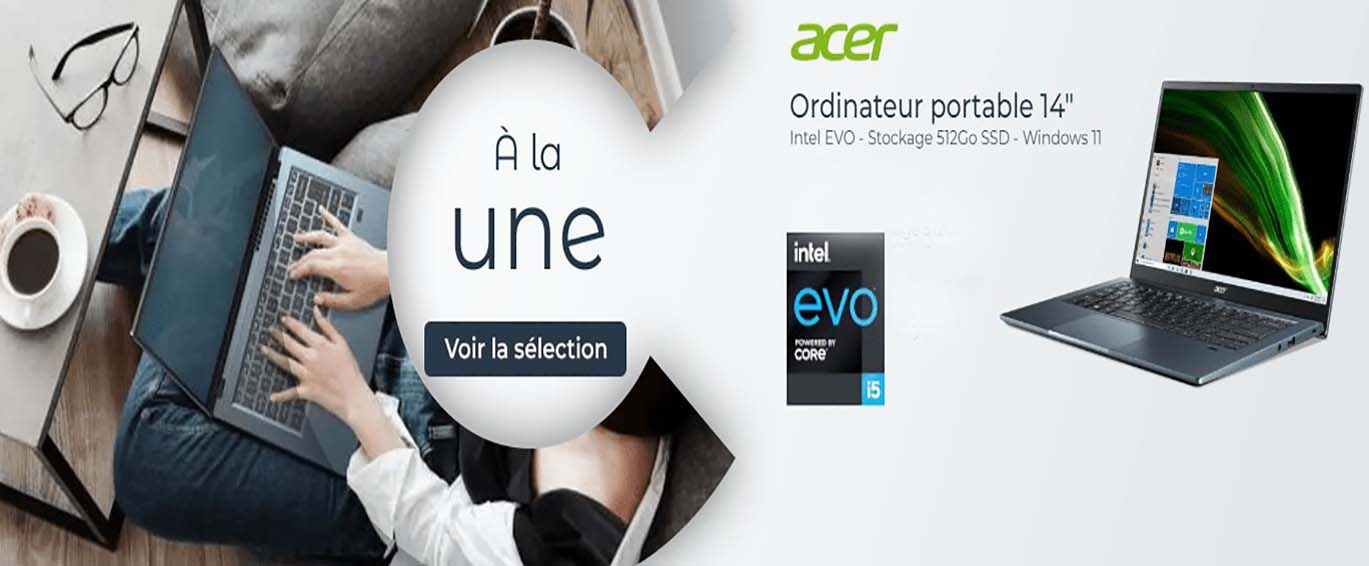 À la
une
Voir la sélection
acer
Ordinateur portable 14"
Intel EVO - Stockage 512Go SSD - Windows 11
intel
evo
POWERED BY
CORE
i5
acer